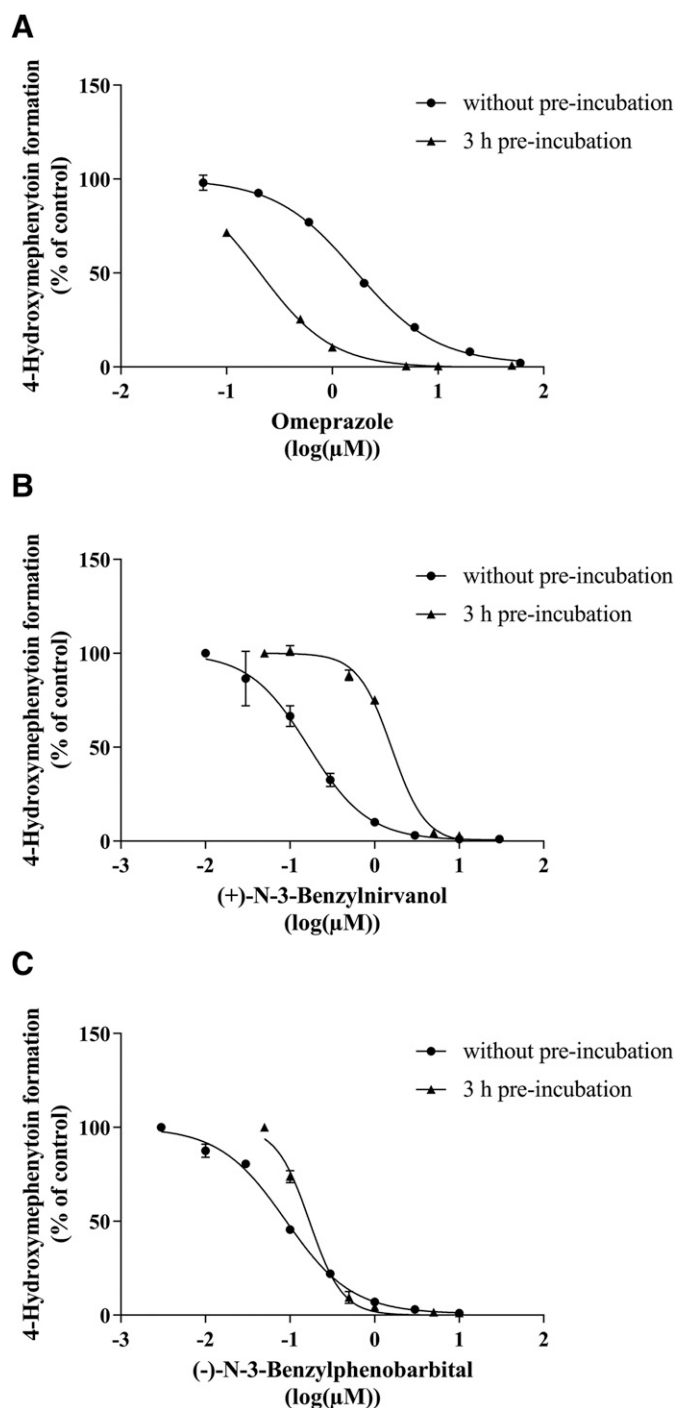 A
4-Hydroxymephenytoin formation
(% of control)
150
100
50
0
-2
-1
0
1
2
Omeprazole
(log(μM))
without pre-incubation
3 h pre-incubation
B
4-Hydroxymephenytoin formation
(% of control)
150
100
50
0
-3
-2
-1
0
1
2
(+)-N-3-Benzylnirvanol
(log(μM))
without pre-incubation
3 h pre-incubation
C
4-Hydroxymephenytoin formation
(% of control)
150
100
50
0
-3
-2
-1
0
1
2
(-)-N-3-Benzylphenobarbital
(log(μM))
without pre-incubation
3 h pre-incubation